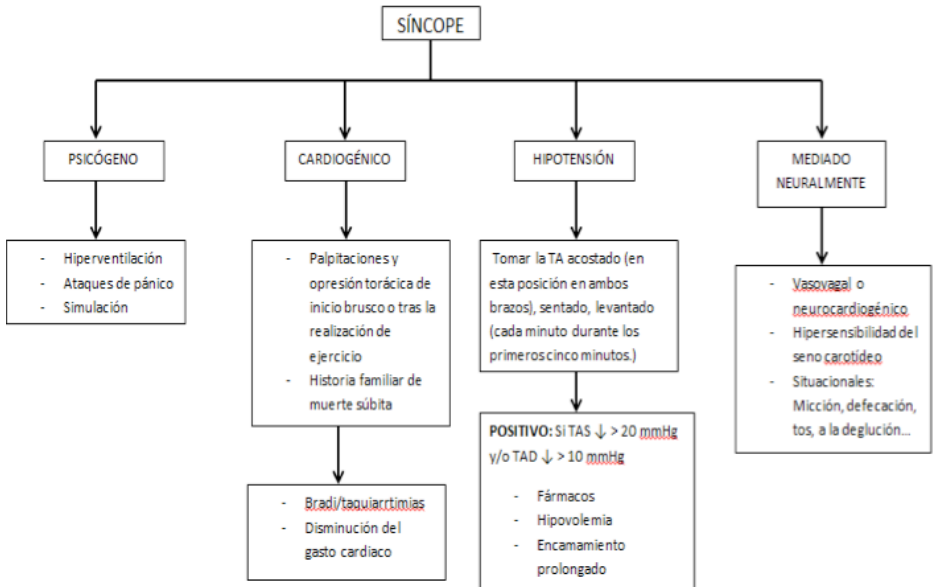 SÍNCOPE
PSICÓGENO
- Hiperventilación
- Ataques de pánico
- Simulación
CARDIOGÉNICO
- Palpitaciones y
opresión torácica de
inicio brusco o tras la
realización de
ejercicio
- Historia familiar de
muerte súbita
- Bradi/taquiarrtimias
- Disminución del
gasto cardiaco
HIPOTENSIÓN
Tomar la TA acostado (en
esta posición en ambos
brazos), sentado, levantado
(cada minuto durante los
primeros cinco minutos.)
POSITIVO: Si TAS ↓ > 20 mmHg
y/o TAD ↓ > 10 mmHg
- Fármacos
- Hipovolemia
- Encamamiento
prolongado
MEDIADO
NEURALMENTE
- Vasovagal o
neurocardiogénico
- Hipersensibilidad del
seno carotídeo
- Situacionales:
Micción, defecación,
tos, a la deglución...